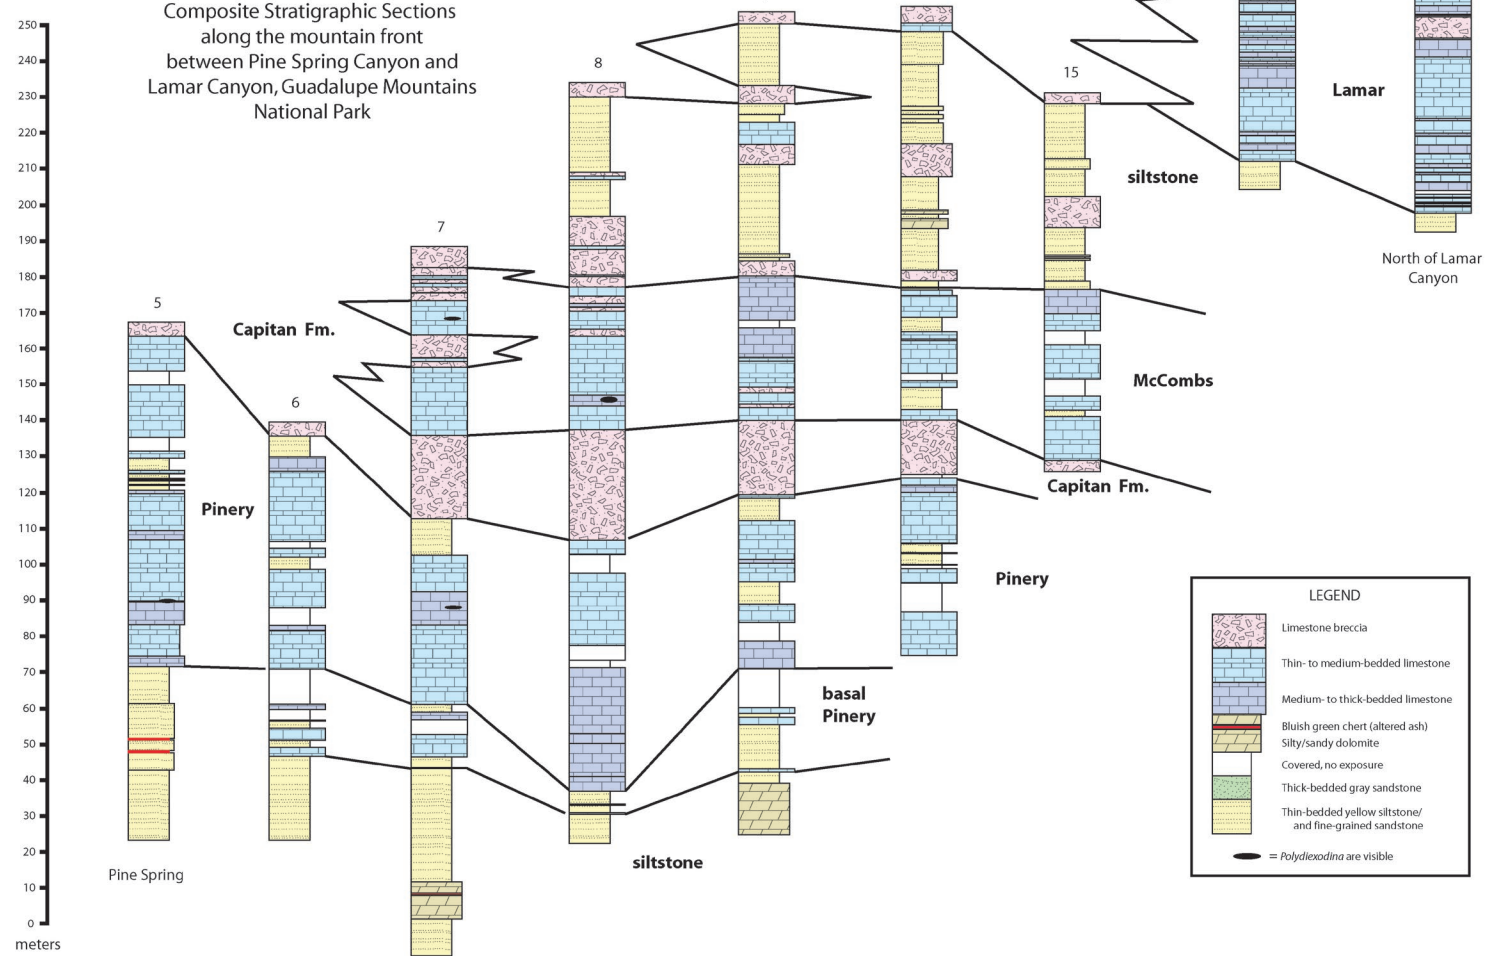 Composite Stratigraphic Sections
along the mountain front
between Pine Spring Canyon and
Lamar Canyon, Guadalupe Mountains
National Park
250
240
230
220
210
200
190
180
170
160
150
140
130
120
110
100
90
80
70
60
50
40
30
20
10
0
meters
5
6
7
8
15
Pine Spring
Capitan Fm.
Pinery
siltstone
basal
Pinery
Pinery
Capitan Fm.
McCombs
siltstone
Lamar
North of Lamar
Canyon
LEGEND
Limestone breccia
Thin- to medium-bedded limestone
Medium- to thick-bedded limestone
Bluish green chert (altered ash)
Silty/sandy dolomite
Covered, no exposure
Thick-bedded gray sandstone
Thin-bedded yellow siltstone/
and fine-grained sandstone
= Polydiexodina are visible